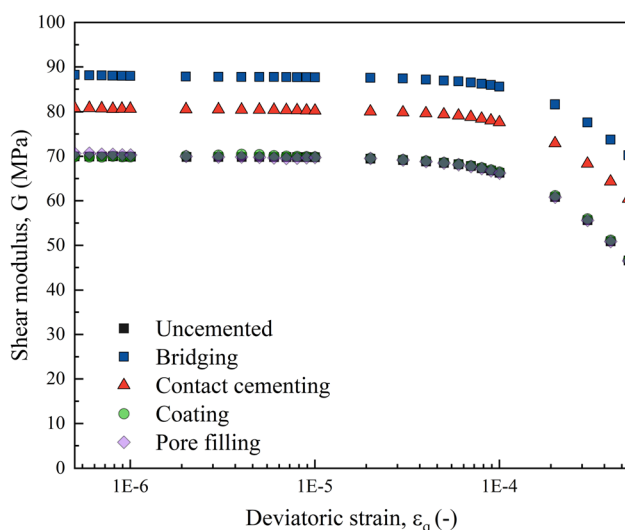 100
90
80
70
60
50
40
30
20
10
0
Shear modulus, G (MPa)
Uncemented
Bridging
Contact cementing
Coating
Pore filling
1E-6
1E-5
1E-4
Deviatoric strain, εq (-)